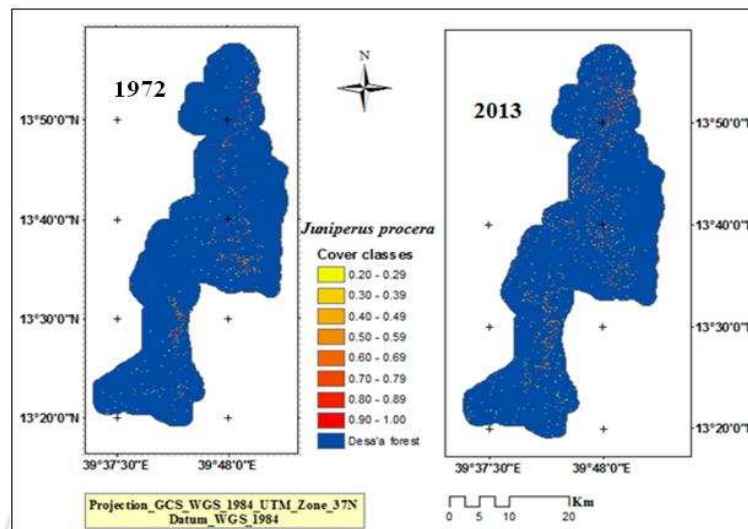 N
1972
2013
13°50'0"N
13°40'0"N
13°30'0"N
13°20'0"N
39°37'30"E
39°48'0"E
Juniperus procera
Cover classes
0.20 - 0.29
0.30 - 0.39
0.40 - 0.49
0.50 - 0.59
0.60 - 0.69
0.70 - 0.79
0.80 - 0.89
0.90 - 1.00
Desa'a forest
13°50'0"N
13°40'0"N
13°30'0"N
13°20'0"N
39°37'30"E
39°48'0"E
Projection_GCS_WGS_1984_UTM_Zone_37N
Datum_WGS_1984
Km
0 5 10 20